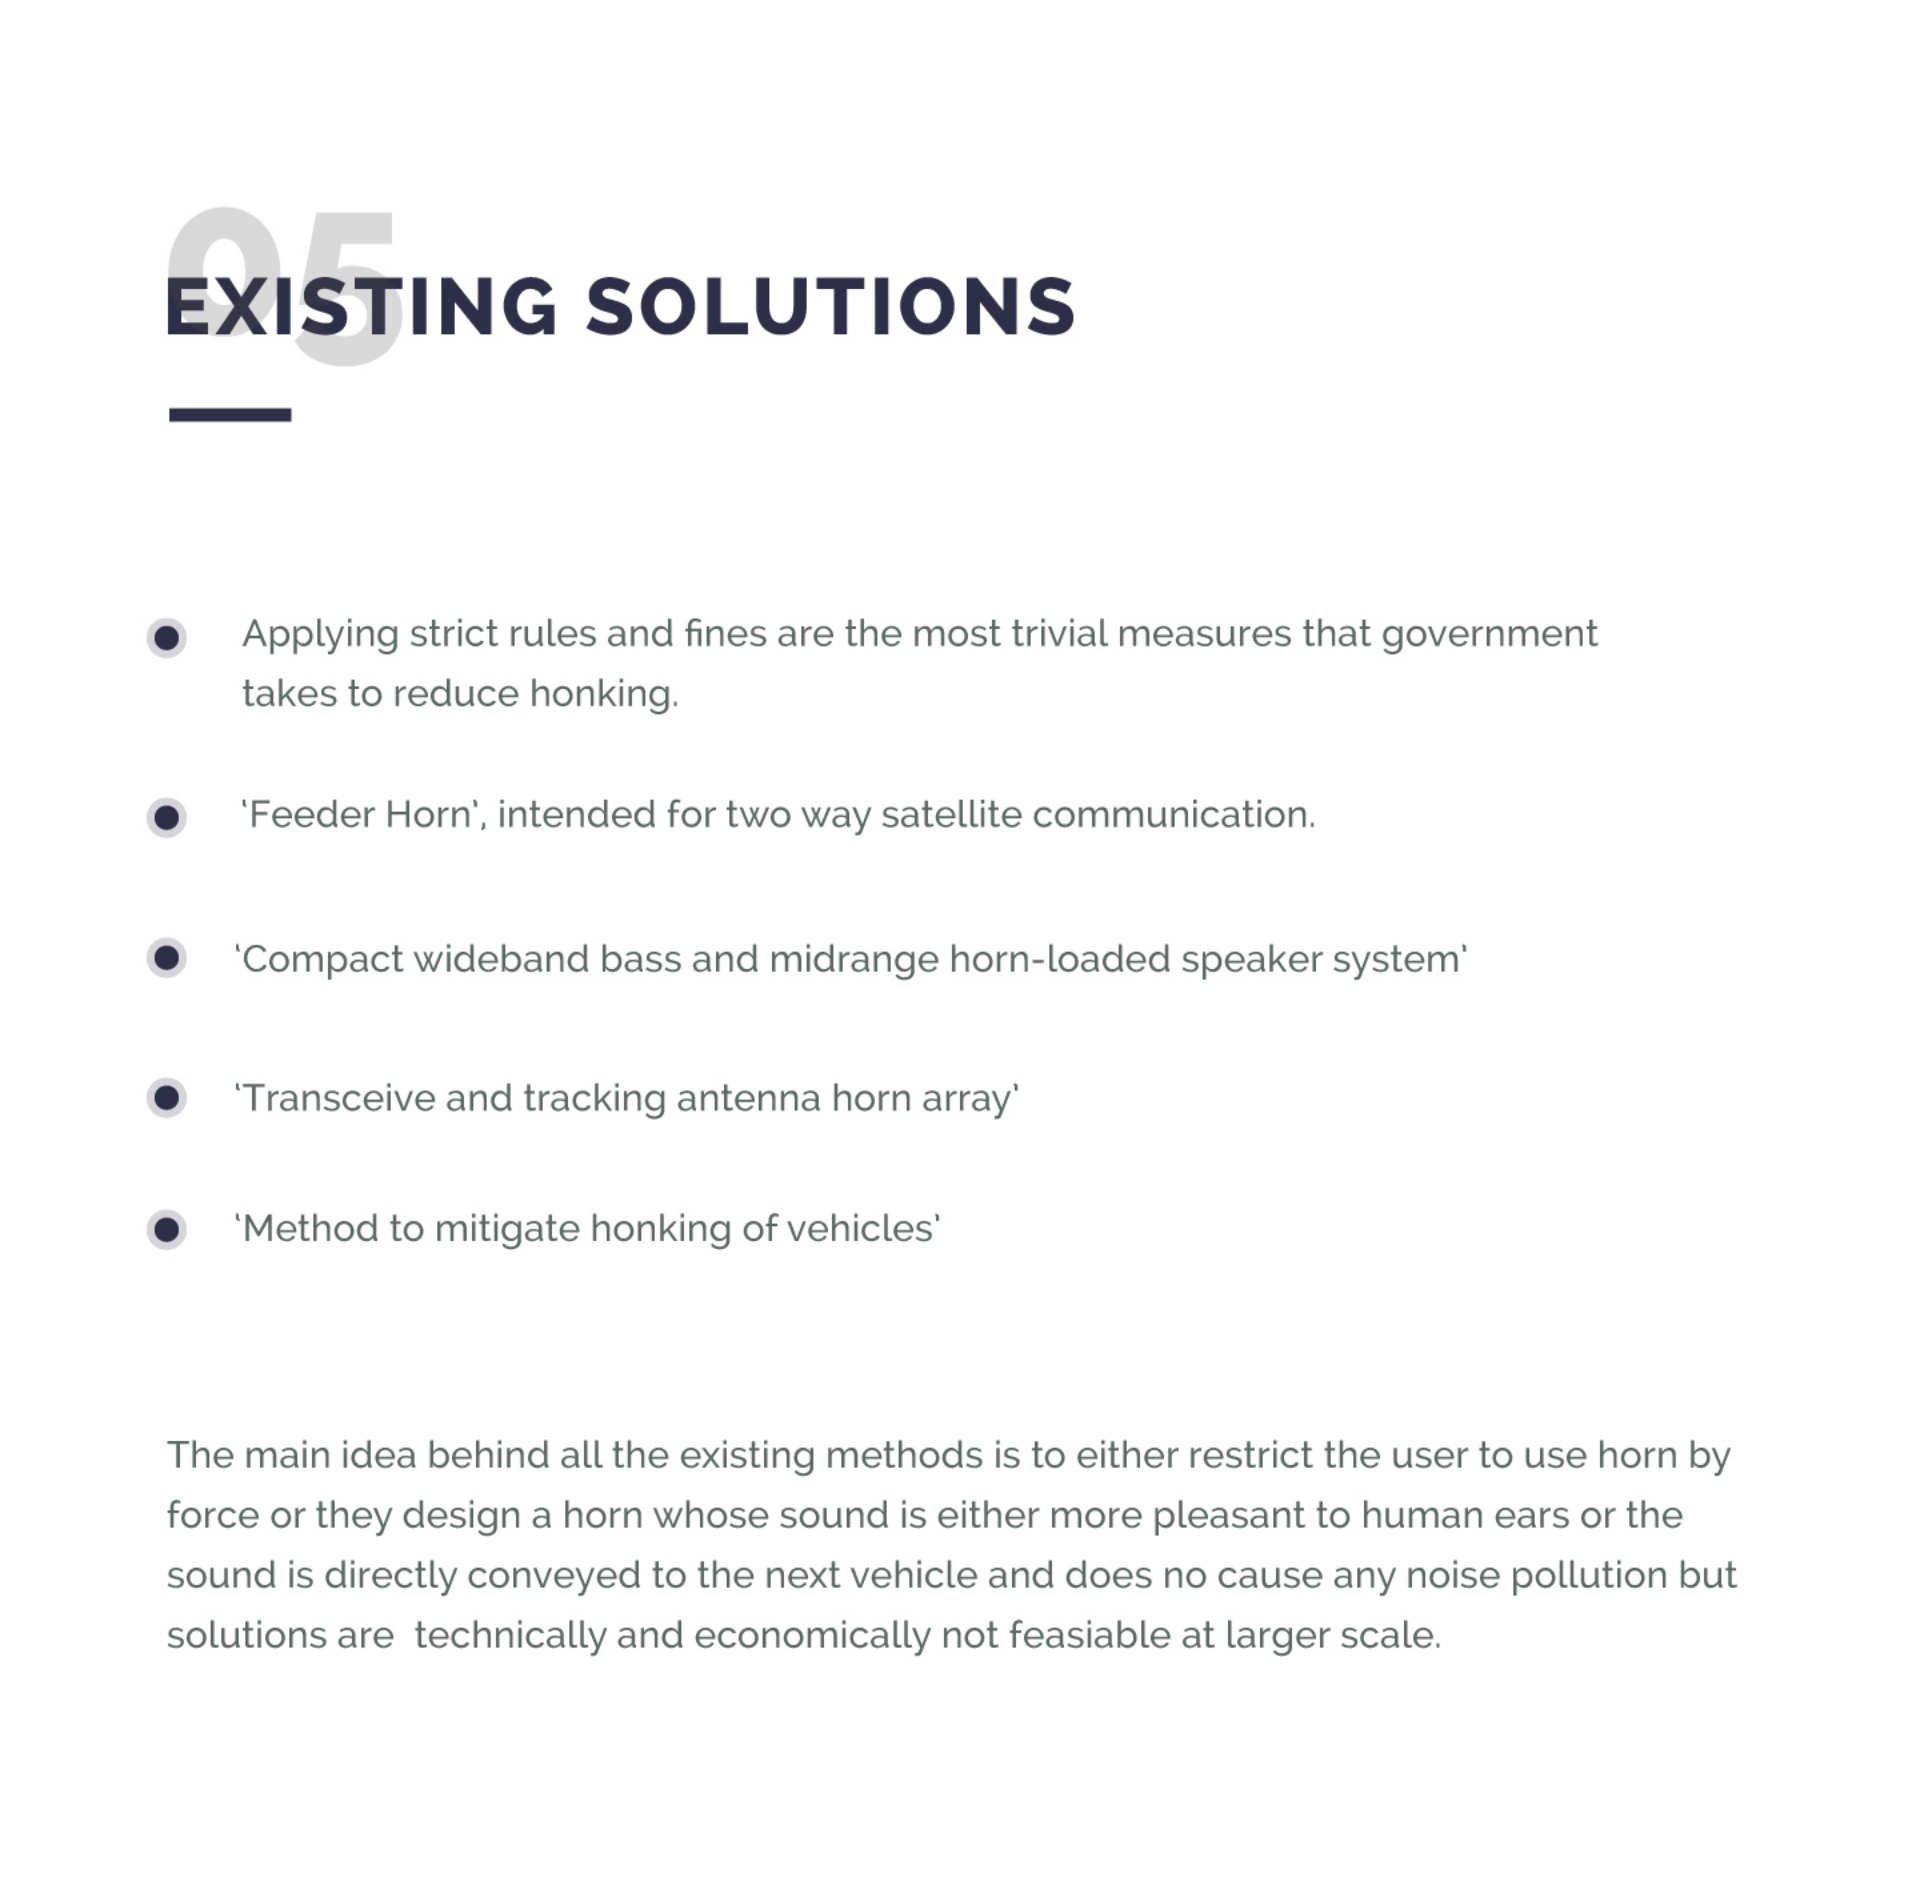 05
EXISTING SOLUTIONS
Applying strict rules and fines are the most trivial measures that government
takes to reduce honking.
‘Feeder Horn’, intended for two way satellite communication.
‘Compact wideband bass and midrange horn-loaded speaker system’
‘Transceive and tracking antenna horn array’
‘Method to mitigate honking of vehicles’
The main idea behind all the existing methods is to either restrict the user to use horn by
force or they design a horn whose sound is either more pleasant to human ears or the
sound is directly conveyed to the next vehicle and does no cause any noise pollution but
solutions are  technically and economically not feasiable at larger scale.